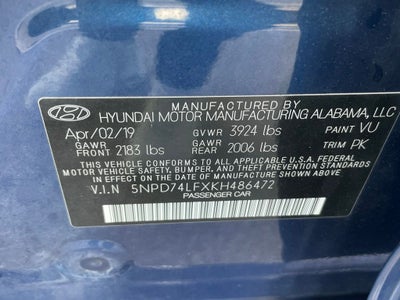 MANUFACTURED BY
HYUNDAI MOTOR MANUFACTURING ALABAMA, LLC
Apr/02/19 GVWR 3924 lbs PAINT VU
GAWR FRONT 2183 lbs GAWR REAR 2006 lbs TRIM PK
THIS VEHICLE CONFORMS TO ALL APPLICABLE U.S. FEDERAL
MOTOR VEHICLE SAFETY, BUMPER, AND THEFT PREVENTION
STANDARDS IN EFFECT ON THE DATE OF MANUFACTURE SHOWN ABOVE.
V.I.N 5NPD74LFXKH486472
PASSENGER CAR